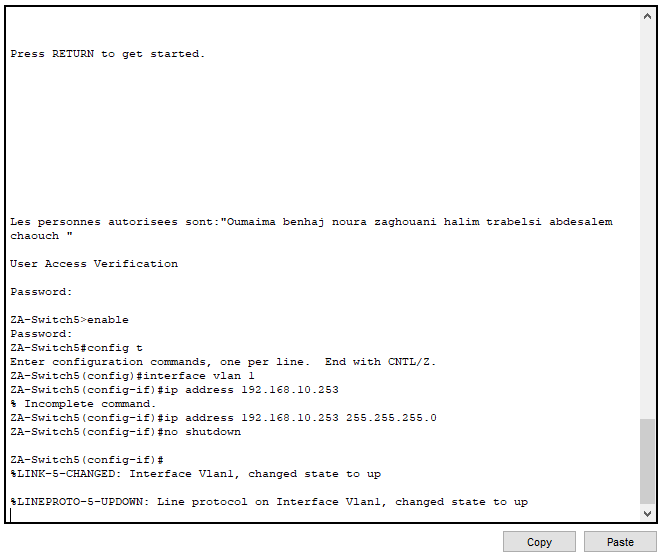 Press RETURN to get started.
Les personnes autorisees sont:"Oumaima benhaj noura zaghouani halim trabelsi abdesalem
chaouch "
User Access Verification
Password:
ZA-Switch5>enable
Password:
ZA-Switch5#config t
Enter configuration commands, one per line.  End with CNTL/Z.
ZA-Switch5(config)#interface vlan 1
ZA-Switch5(config-if)#ip address 192.168.10.253
% Incomplete command.
ZA-Switch5(config-if)#ip address 192.168.10.253 255.255.255.0
ZA-Switch5(config-if)#no shutdown
ZA-Switch5(config-if)#
%LINK-5-CHANGED: Interface Vlan1, changed state to up
%LINEPROTO-5-UPDOWN: Line protocol on Interface Vlan1, changed state to up
Copy Paste